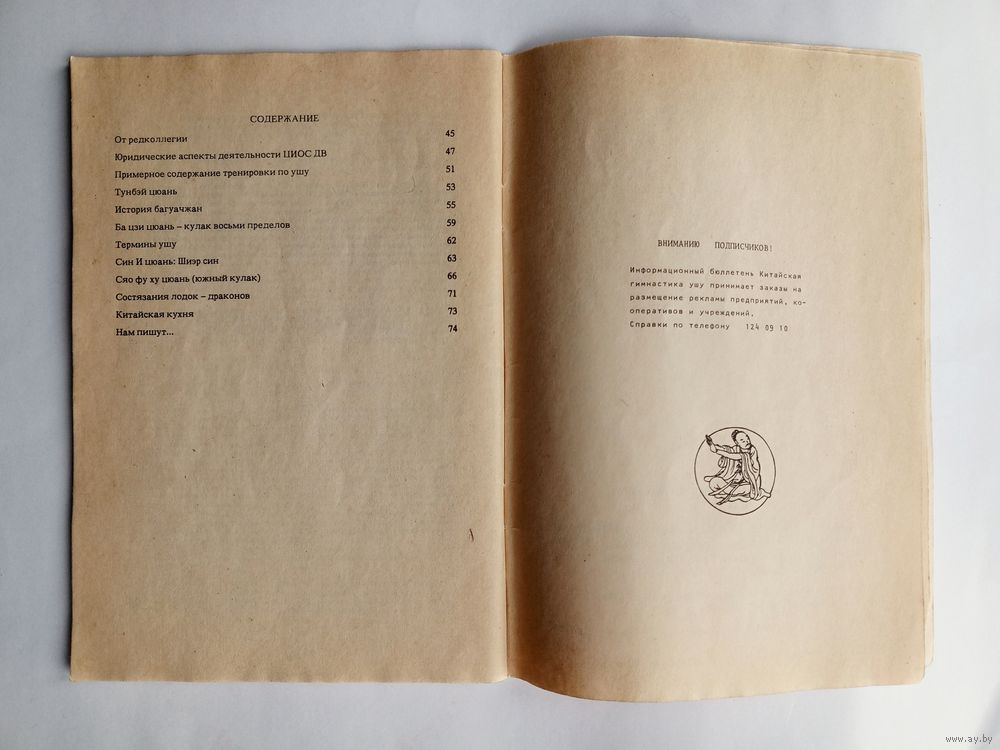 СОДЕРЖАНИЕ
От редколлегии 45
Юридические аспекты деятельности ЦИОС ДВ 47
Примерное содержание тренировки по ушу 51
Тунбэй цюань 53
История багуачжан 55
Ба цзи цюань – кулак восьми пределов 59
Термины ушу 62
Син И цюань: Шиэр син 63
Сяо фу ху цюань (южный кулак) 66
Состязания лодок – драконов 71
Китайская кухня 73
Нам пишут... 74
ВНИМАНИЮ ПОДПИСЧИКОВ!
Информационный бюллетень Китайская
гимнастика ушу принимает заказы на
размещение рекламы предприятий, ко-
оперативов и учреждений.
Справки по телефону 124 09 10
www.ay.by